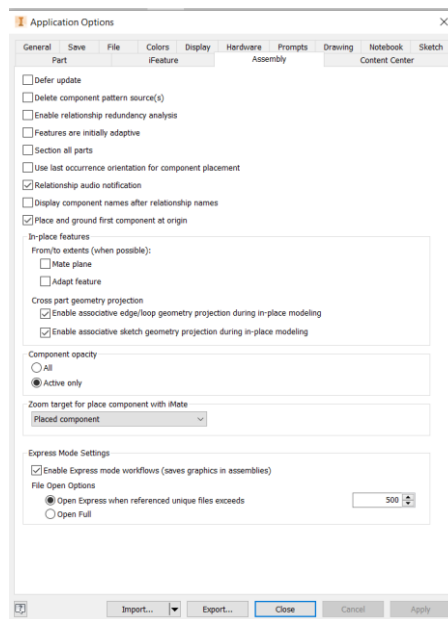 Application Options
General Save File Colors Display Hardware Prompts Drawing Notebook Sketch
Part iFeature Assembly Content Center
Defer update
Delete component pattern source(s)
Enable relationship redundancy analysis
Features are initially adaptive
Section all parts
Use last occurrence orientation for component placement
Relationship audio notification
Display component names after relationship names
Place and ground first component at origin
In-place features
From/to extents (when possible):
Mate plane
Adapt feature
Cross part geometry projection
Enable associative edge/loop geometry projection during in-place modeling
Enable associative sketch geometry projection during in-place modeling
Component opacity
All
Active only
Zoom target for place component with iMate
Placed component
Express Mode Settings
Enable Express mode workflows (saves graphics in assemblies)
File Open Options
Open Express when referenced unique files exceeds 500
Open Full
Import... Export... Close Cancel Apply